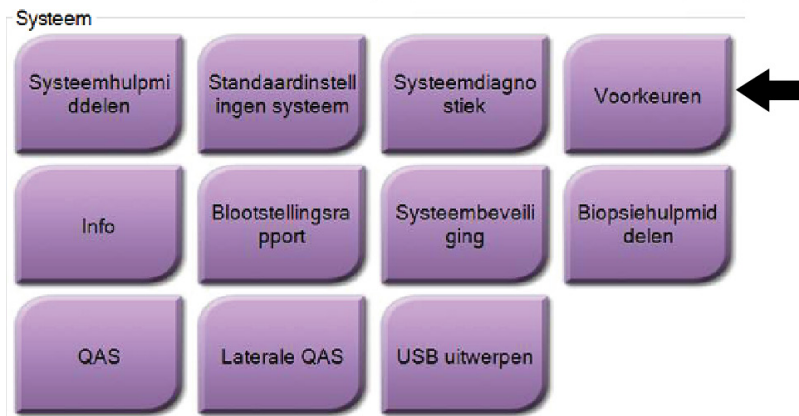 Systeem
Systeemhulpmi
ddelen
Standaardinstell
ingen systeem
Systeemdiagno
stiek
Voorkeuren
Info
Blootstellingsra
pport
Systeembeveili
ging
Biopsiehulpmid
delen
QAS
Laterale QAS
USB uitwerpen